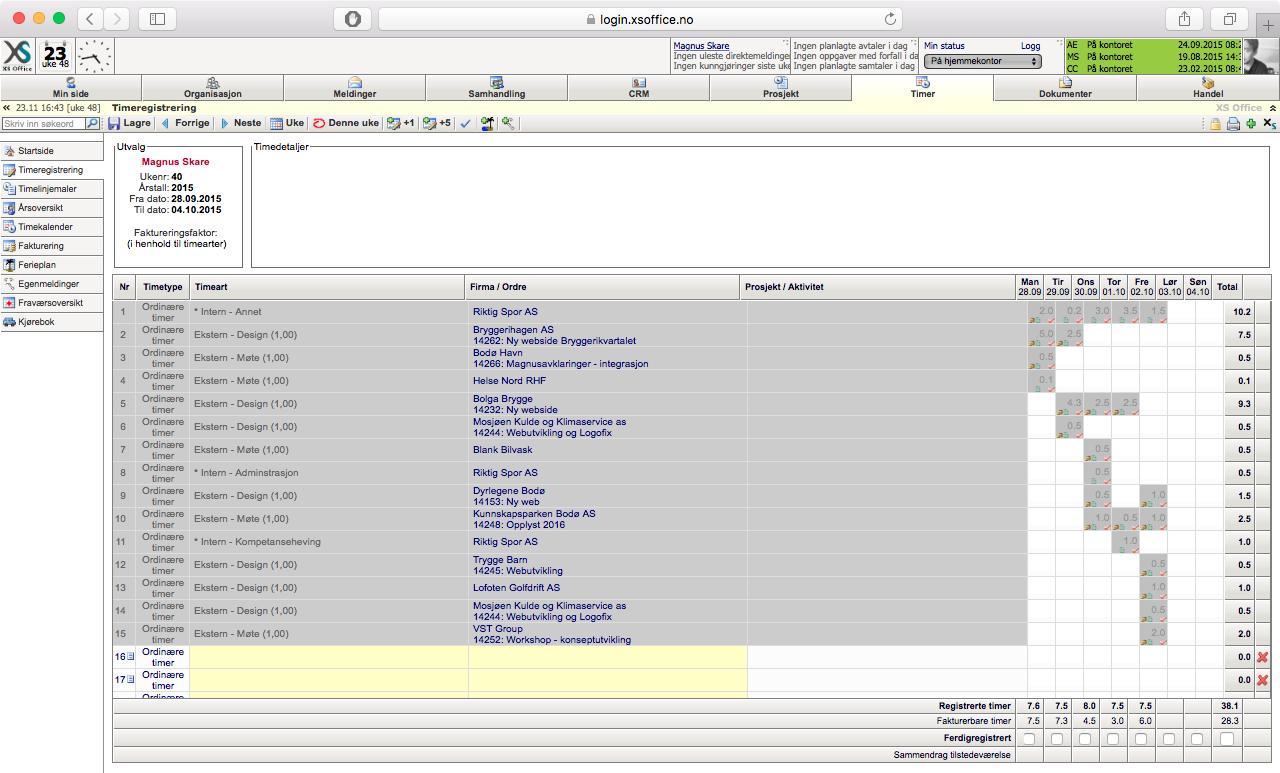 login.xsoffice.no
XS
XS Office
23
uke 48
Magnus Skare
Ingen uleste direktemeldinge
Ingen kunngjøringer siste uk
Ingen planlagte avtaler i dag
Ingen oppgaver med forfall i da
Ingen planlagte samtaler i dag
Min status Logg
På hjemmekontor
AE På kontoret 24.09.2015 08:2
MS På kontoret 19.08.2015 14:3
CC På kontoret 23.02.2015 08:4
Min side Organisasjon Meldinger Samhandling CRM Prosjekt Timer Dokumenter Handel
23.11 16:43 [uke 48] Timeregistrering XS Office
Skriv inn søkeord Lagre Forrige Neste Uke Denne uke +1 +5
Startside
Timeregistrering
Timelinjemaler
Årsoversikt
Timekalender
Fakturering
Ferieplan
Egenmeldinger
Fraværsoversikt
Kjørebok
Utvalg
Magnus Skare
Ukenr: 40
Årstall: 2015
Fra dato: 28.09.2015
Til dato: 04.10.2015
Faktureringsfaktor:
(i henhold til timearter)
Timedetaljer
Nr Timetype Timeart Firma / Ordre Prosjekt / Aktivitet Man 28.09 Tir 29.09 Ons 30.09 Tor 01.10 Fre 02.10 Lør 03.10 Søn 04.10 Total
1 Ordinære timer * Intern - Annet Riktig Spor AS 2.0 0.2 3.0 3.5 1.5 10.2
2 Ordinære timer Ekstern - Design (1,00) Bryggerihagen AS 14262: Ny webside Bryggerikvartalet 5.0 2.5 7.5
3 Ordinære timer Ekstern - Møte (1,00) Bodø Havn 14266: Magnusavklaringer - integrasjon 0.5 0.5
4 Ordinære timer Ekstern - Møte (1,00) Helse Nord RHF 0.1 0.1
5 Ordinære timer Ekstern - Design (1,00) Bolga Brygge 14232: Ny webside 4.3 2.5 2.5 9.3
6 Ordinære timer Ekstern - Design (1,00) Mosjøen Kulde og Klimaservice as 14244: Webutvikling og Logofix 0.5 0.5
7 Ordinære timer Ekstern - Møte (1,00) Blank Bilvask 0.5 0.5
8 Ordinære timer * Intern - Adminstrasjon Riktig Spor AS 0.5 0.5
9 Ordinære timer Ekstern - Design (1,00) Dyrlegene Bodø 14153: Ny web 0.5 1.0 1.5
10 Ordinære timer Ekstern - Møte (1,00) Kunnskapsparken Bodø AS 14248: Opplyst 2016 1.0 0.5 1.0 2.5
11 Ordinære timer * Intern - Kompetanseheving Riktig Spor AS 1.0 1.0
12 Ordinære timer Ekstern - Design (1,00) Trygge Barn 14245: Webutvikling 0.5 0.5
13 Ordinære timer Ekstern - Design (1,00) Lofoten Golfdrift AS 1.0 1.0
14 Ordinære timer Ekstern - Design (1,00) Mosjøen Kulde og Klimaservice as 14244: Webutvikling og Logofix 0.5 0.5
15 Ordinære timer Ekstern - Møte (1,00) VST Group 14252: Workshop - konseptutvikling 2.0 2.0
16 Ordinære timer 0.0
17 Ordinære timer 0.0
Ordinære
Registrerte timer 7.6 7.5 8.0 7.5 7.5 38.1
Fakturerbare timer 7.5 7.3 4.5 3.0 6.0 28.3
Ferdigregistrert
Sammendrag tilstedeværelse